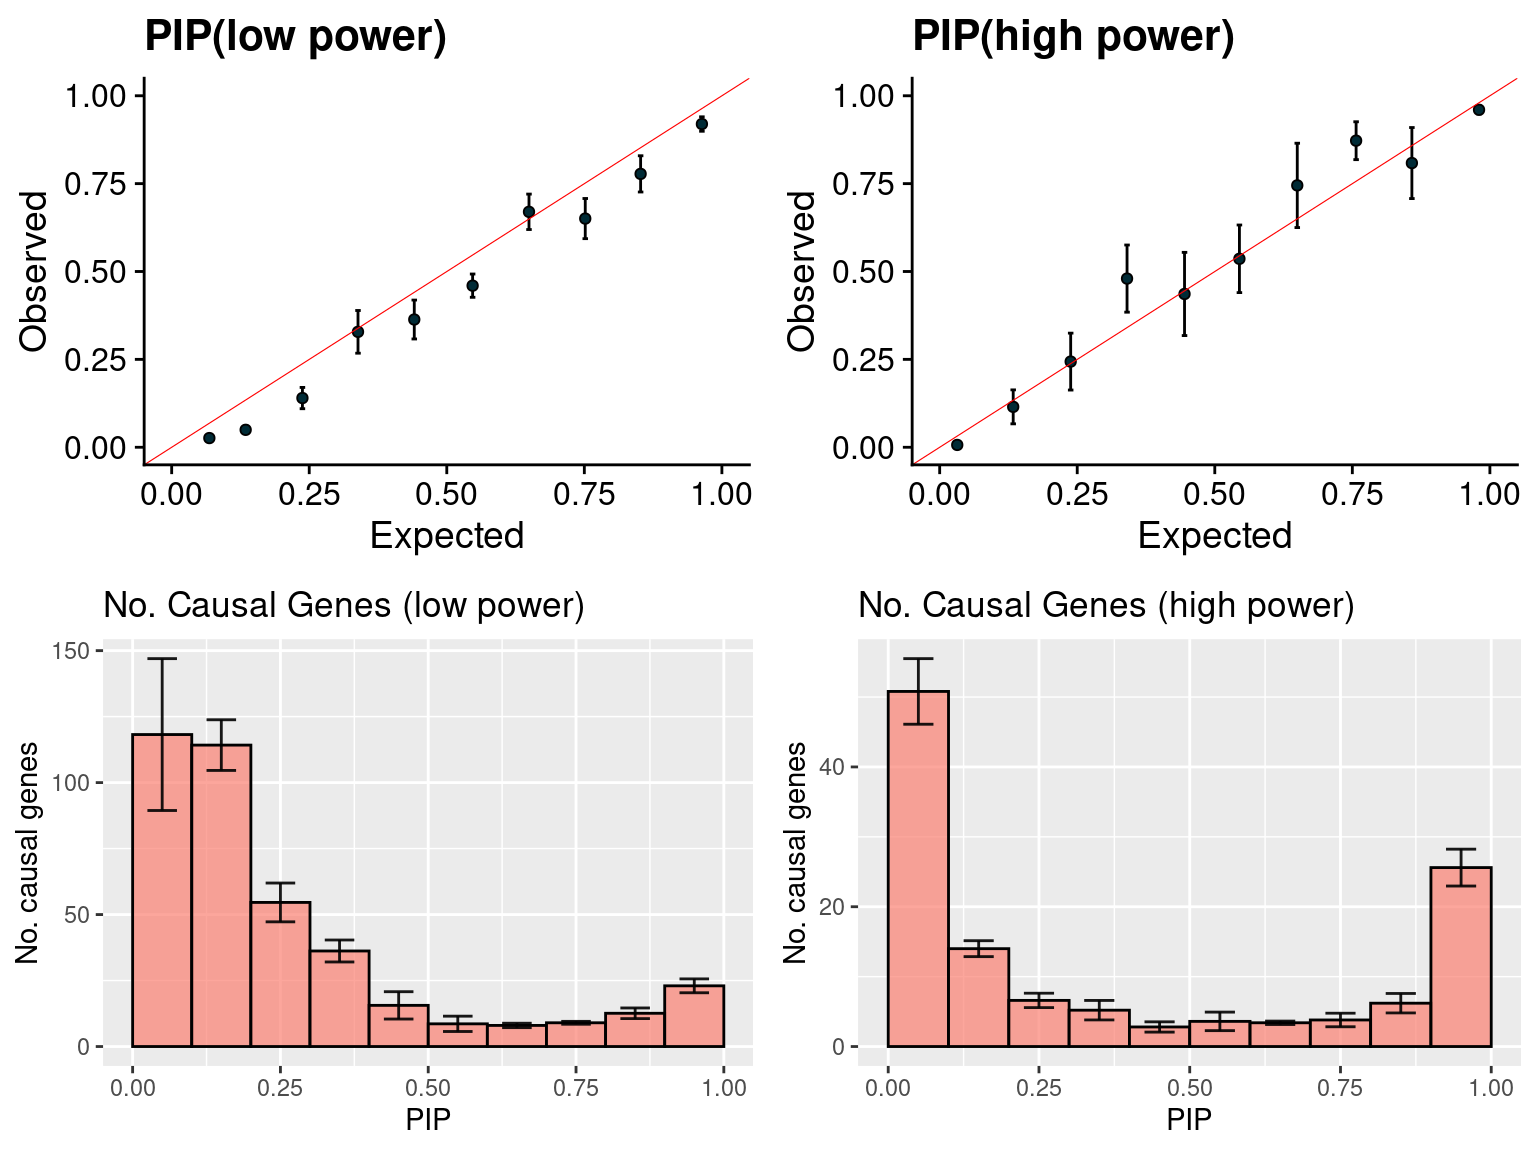 PIP(low power)
1.00
0.75
0.50
0.25
0.00
Observed
0.00 0.25 0.50 0.75 1.00
Expected
PIP(high power)
1.00
0.75
0.50
0.25
0.00
Observed
0.00 0.25 0.50 0.75 1.00
Expected
No. Causal Genes (low power)
150
100
50
0
No. causal genes
0.00 0.25 0.50 0.75 1.00
PIP
No. Causal Genes (high power)
40
20
0
No. causal genes
0.00 0.25 0.50 0.75 1.00
PIP